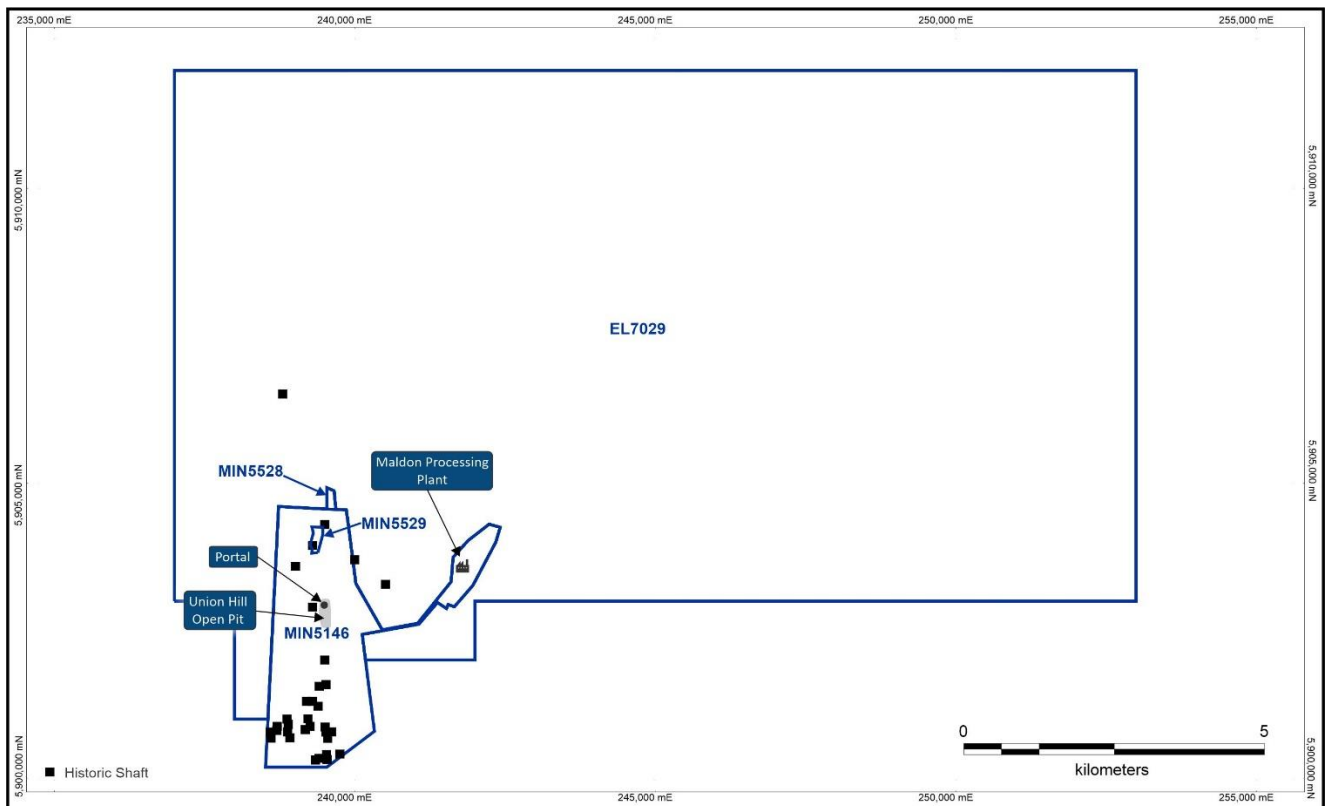 235,000 mE
240,000 mE
245,000 mE
250,000 mE
255,000 mE
5,910,000 mN
5,910,000 mN
EL7029
Maldon Processing
Plant
MIN5528
5,905,000 mN
5,905,000 mN
MIN5529
Portal
Union Hill
Open Pit
MIN5146
0
5
kilometers
Historic Shaft
5,900,000 mN
5,900,000 mN
240,000 mE
245,000 mE
250,000 mE
255,000 mE